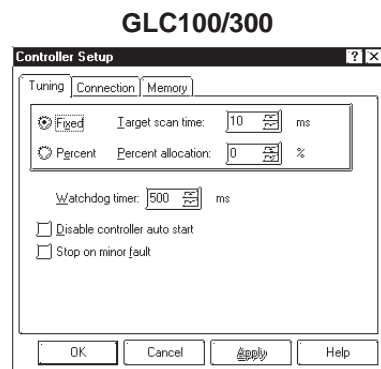 GLC100/300
Controller Setup
Tuning Connection Memory
Fixed Target scan time: 10 ms
Percent Percent allocation: 0 %
Watchdog timer: 500 ms
Disable controller auto start
Stop on minor fault
OK Cancel Apply Help